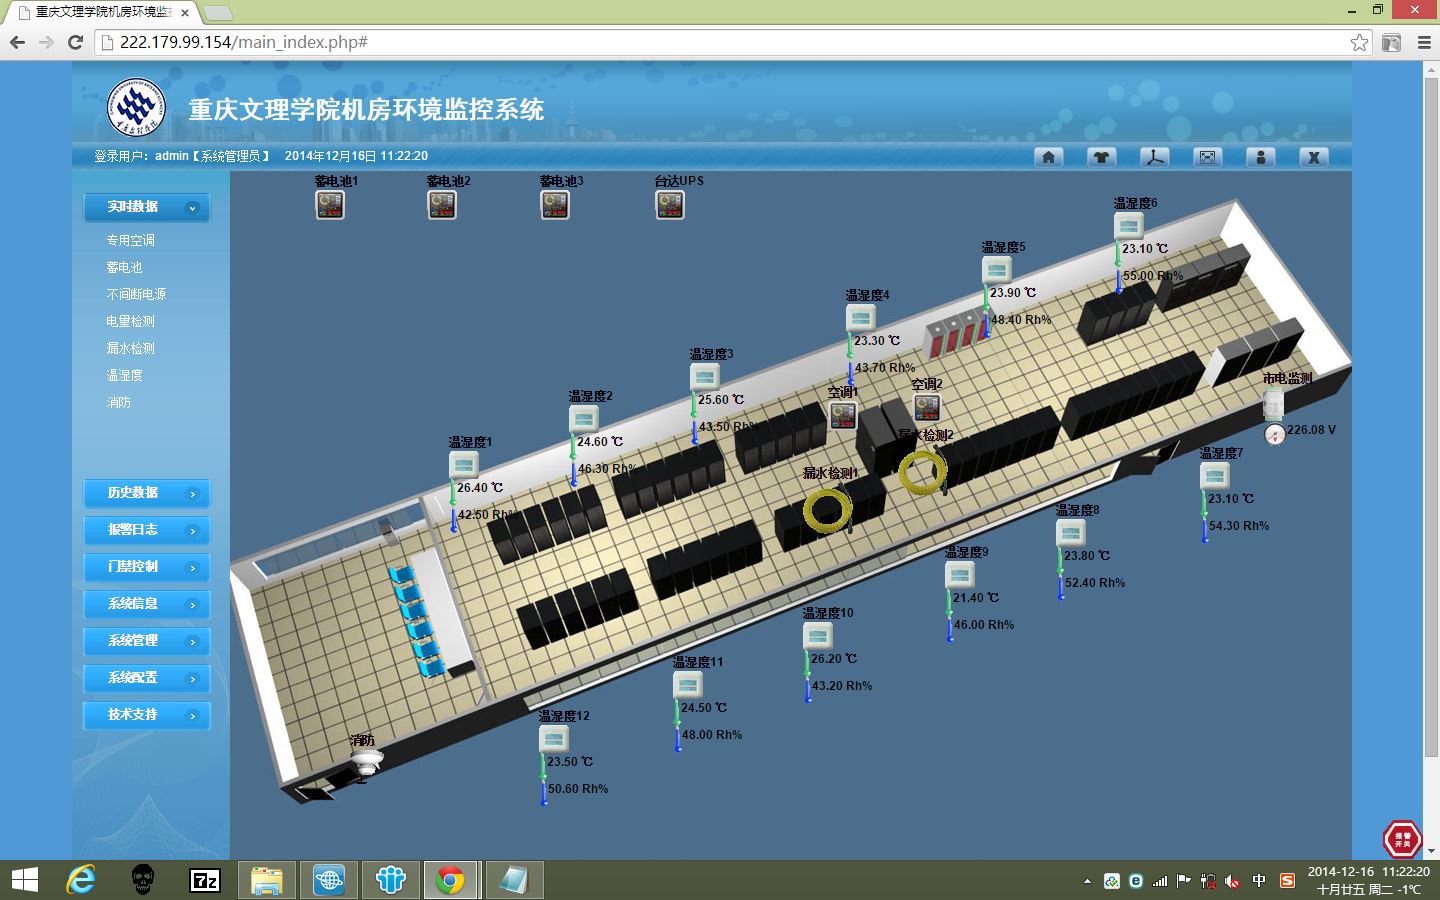 重庆文理学院机房环境监控
222.179.99.154/main_index.php#
重庆文理学院机房环境监控系统
登录用户：admin【系统管理员】 2014年12月16日 11:22:20
实时数据
专用空调
蓄电池
不间断电源
电量检测
漏水检测
温湿度
消防
历史数据
报警日志
门禁控制
系统信息
系统管理
系统配置
技术支持
蓄电池1
蓄电池2
蓄电池3
台达UPS
温湿度6
23.10 ℃
55.00 Rh%
温湿度5
23.90 ℃
48.40 Rh%
温湿度4
23.30 ℃
43.70 Rh%
温湿度3
25.60 ℃
43.50 Rh%
温湿度2
24.60 ℃
46.30 Rh%
温湿度1
26.40 ℃
42.50 Rh%
空调1
空调2
漏水检测2
漏水检测1
市电监测
226.08 V
温湿度7
23.10 ℃
54.30 Rh%
温湿度8
23.80 ℃
52.40 Rh%
温湿度9
21.40 ℃
46.00 Rh%
温湿度10
26.20 ℃
43.20 Rh%
温湿度11
24.50 ℃
48.00 Rh%
温湿度12
23.50 ℃
50.60 Rh%
消防
报警
开关
7z
中
2014-12-16 11:22:20
十月廿五 周二 -1℃